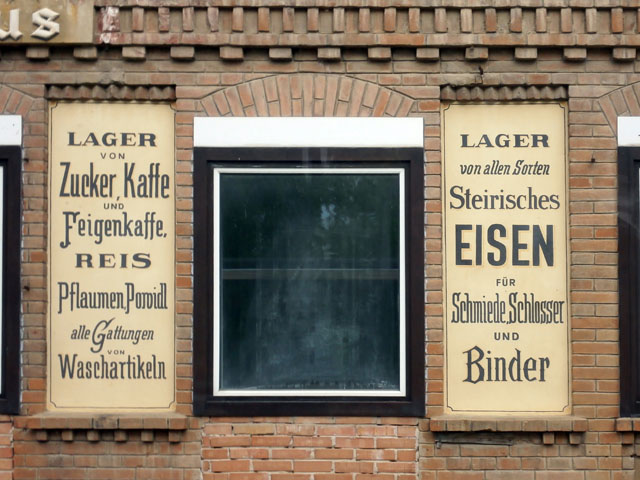 us
LAGER
VON
Zucker, Kaffe
UND
Feigenkaffe,
REIS
Pflaumen, Powidl
alle Gattungen
VON
Waschartikeln
LAGER
von allen Sorten
Steirisches
EISEN
FÜR
Schmiede, Schlosser
UND
Binder